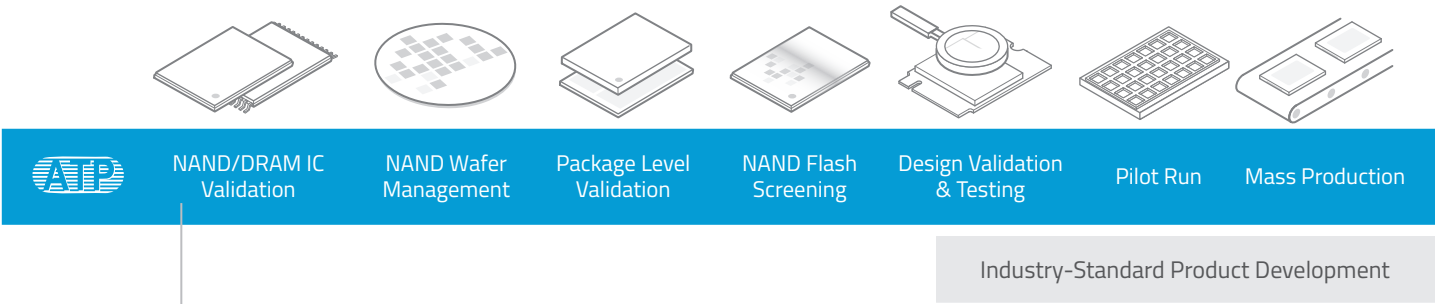 ATP
NAND/DRAM IC
Validation
NAND Wafer
Management
Package Level
Validation
NAND Flash
Screening
Design Validation
& Testing
Pilot Run
Mass Production
Industry-Standard Product Development